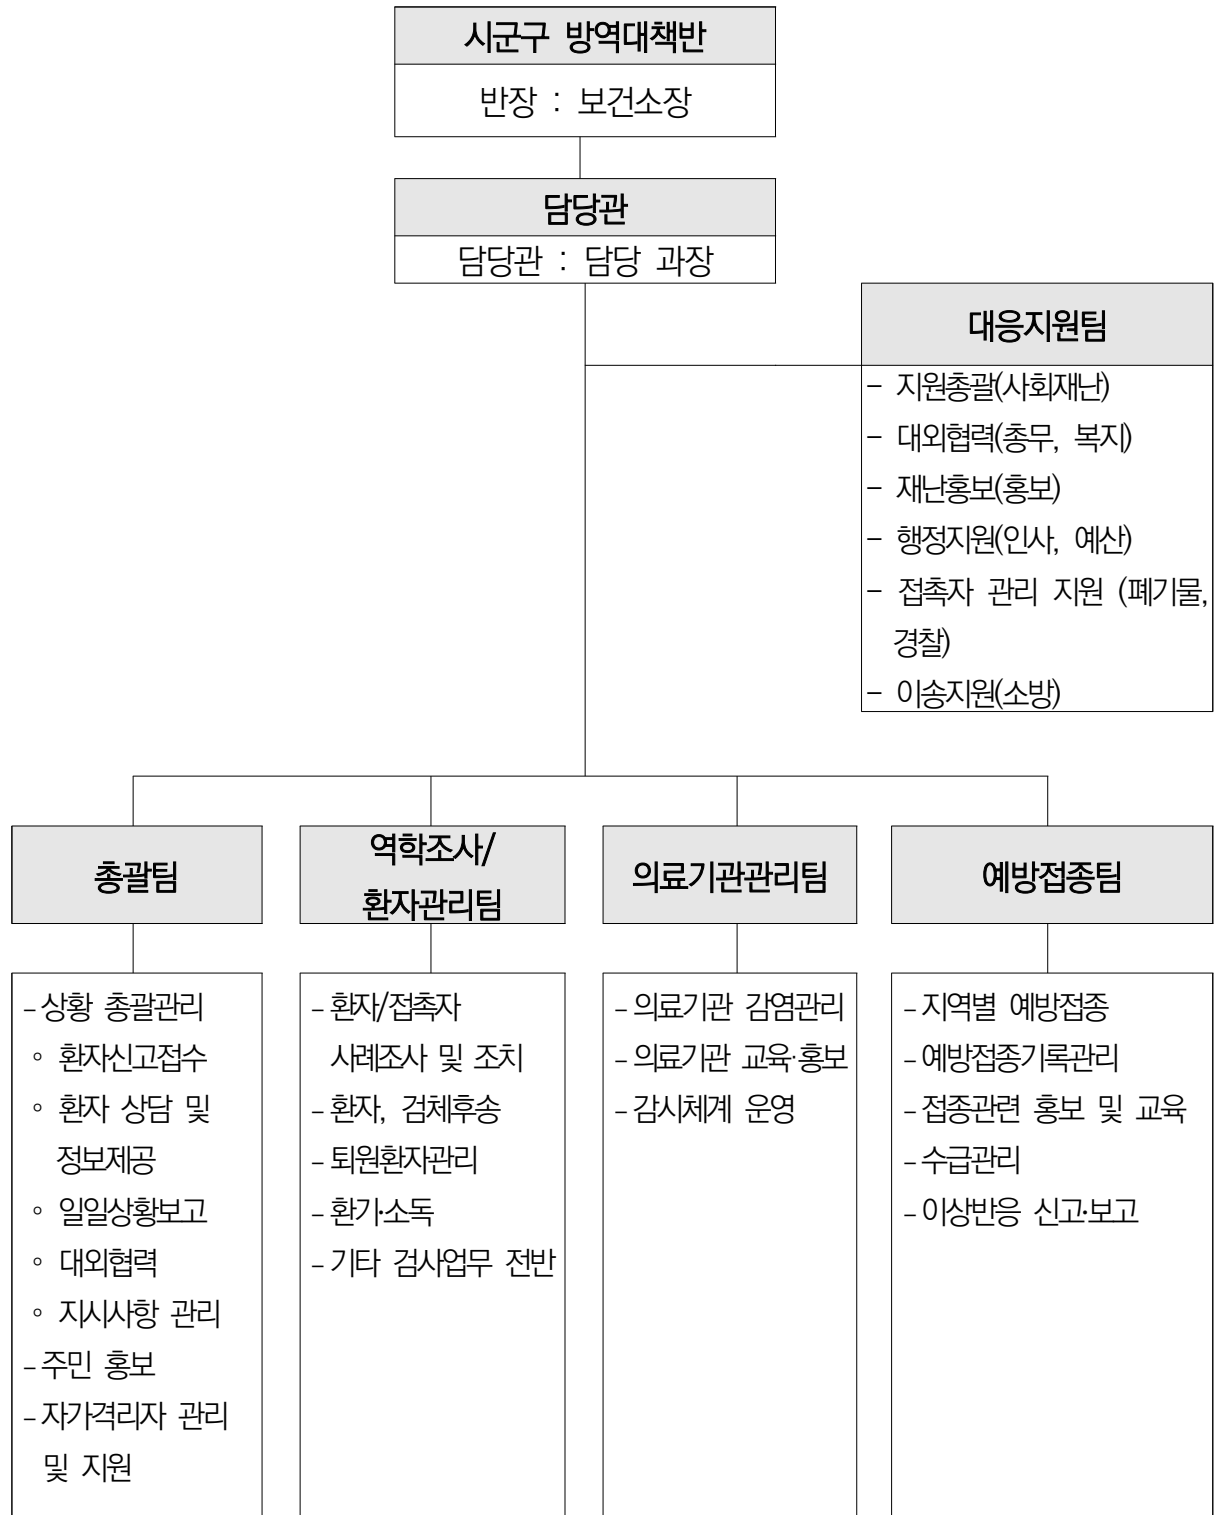 시군구 방역대책반
반장 : 보건소장
담당관
담당관 : 담당 과장
대응지원팀
- 지원총괄(사회재난)
- 대외협력(총무, 복지)
- 재난홍보(홍보)
- 행정지원(인사, 예산)
- 접촉자 관리 지원 (폐기물,
경찰)
- 이송지원(소방)
총괄팀
- 상황 총괄관리
◦ 환자신고접수
◦ 환자 상담 및
정보제공
◦ 일일상황보고
◦ 대외협력
◦ 지시사항 관리
- 주민 홍보
- 자가격리자 관리
및 지원
역학조사/
환자관리팀
- 환자/접촉자
사례조사 및 조치
- 환자, 검체후송
- 퇴원환자관리
- 환기·소독
- 기타 검사업무 전반
의료기관관리팀
- 의료기관 감염관리
- 의료기관 교육·홍보
- 감시체계 운영
예방접종팀
- 지역별 예방접종
- 예방접종기록관리
- 접종관련 홍보 및 교육
- 수급관리
- 이상반응 신고·보고